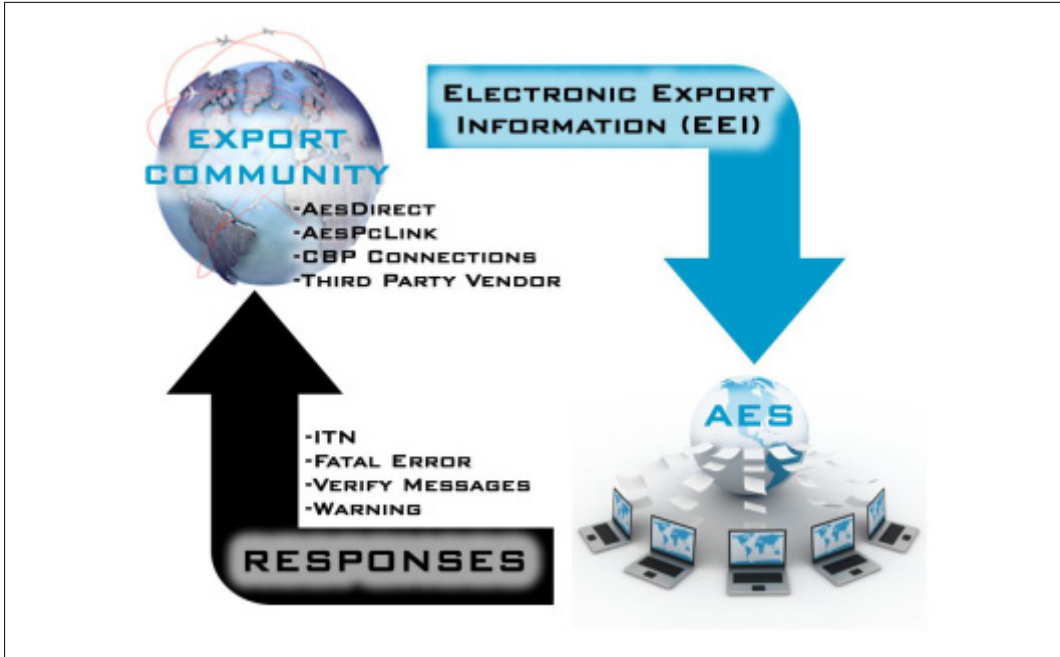 EXPORT
COMMUNITY
-AESDIRECT
-AESPCLINK
-CBP CONNECTIONS
-THIRD PARTY VENDOR
ELECTRONIC EXPORT
INFORMATION (EEI)
AES
-ITN
-FATAL ERROR
-VERIFY MESSAGES
-WARNING
RESPONSES